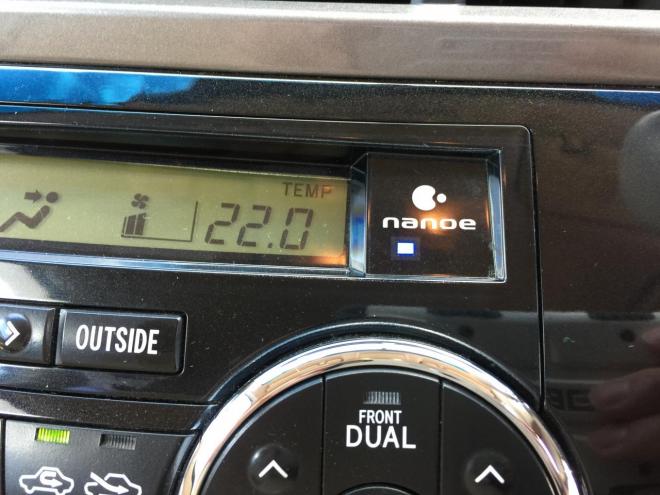 TEMP
22.0
nanoe
OUTSIDE
FRONT
DUAL